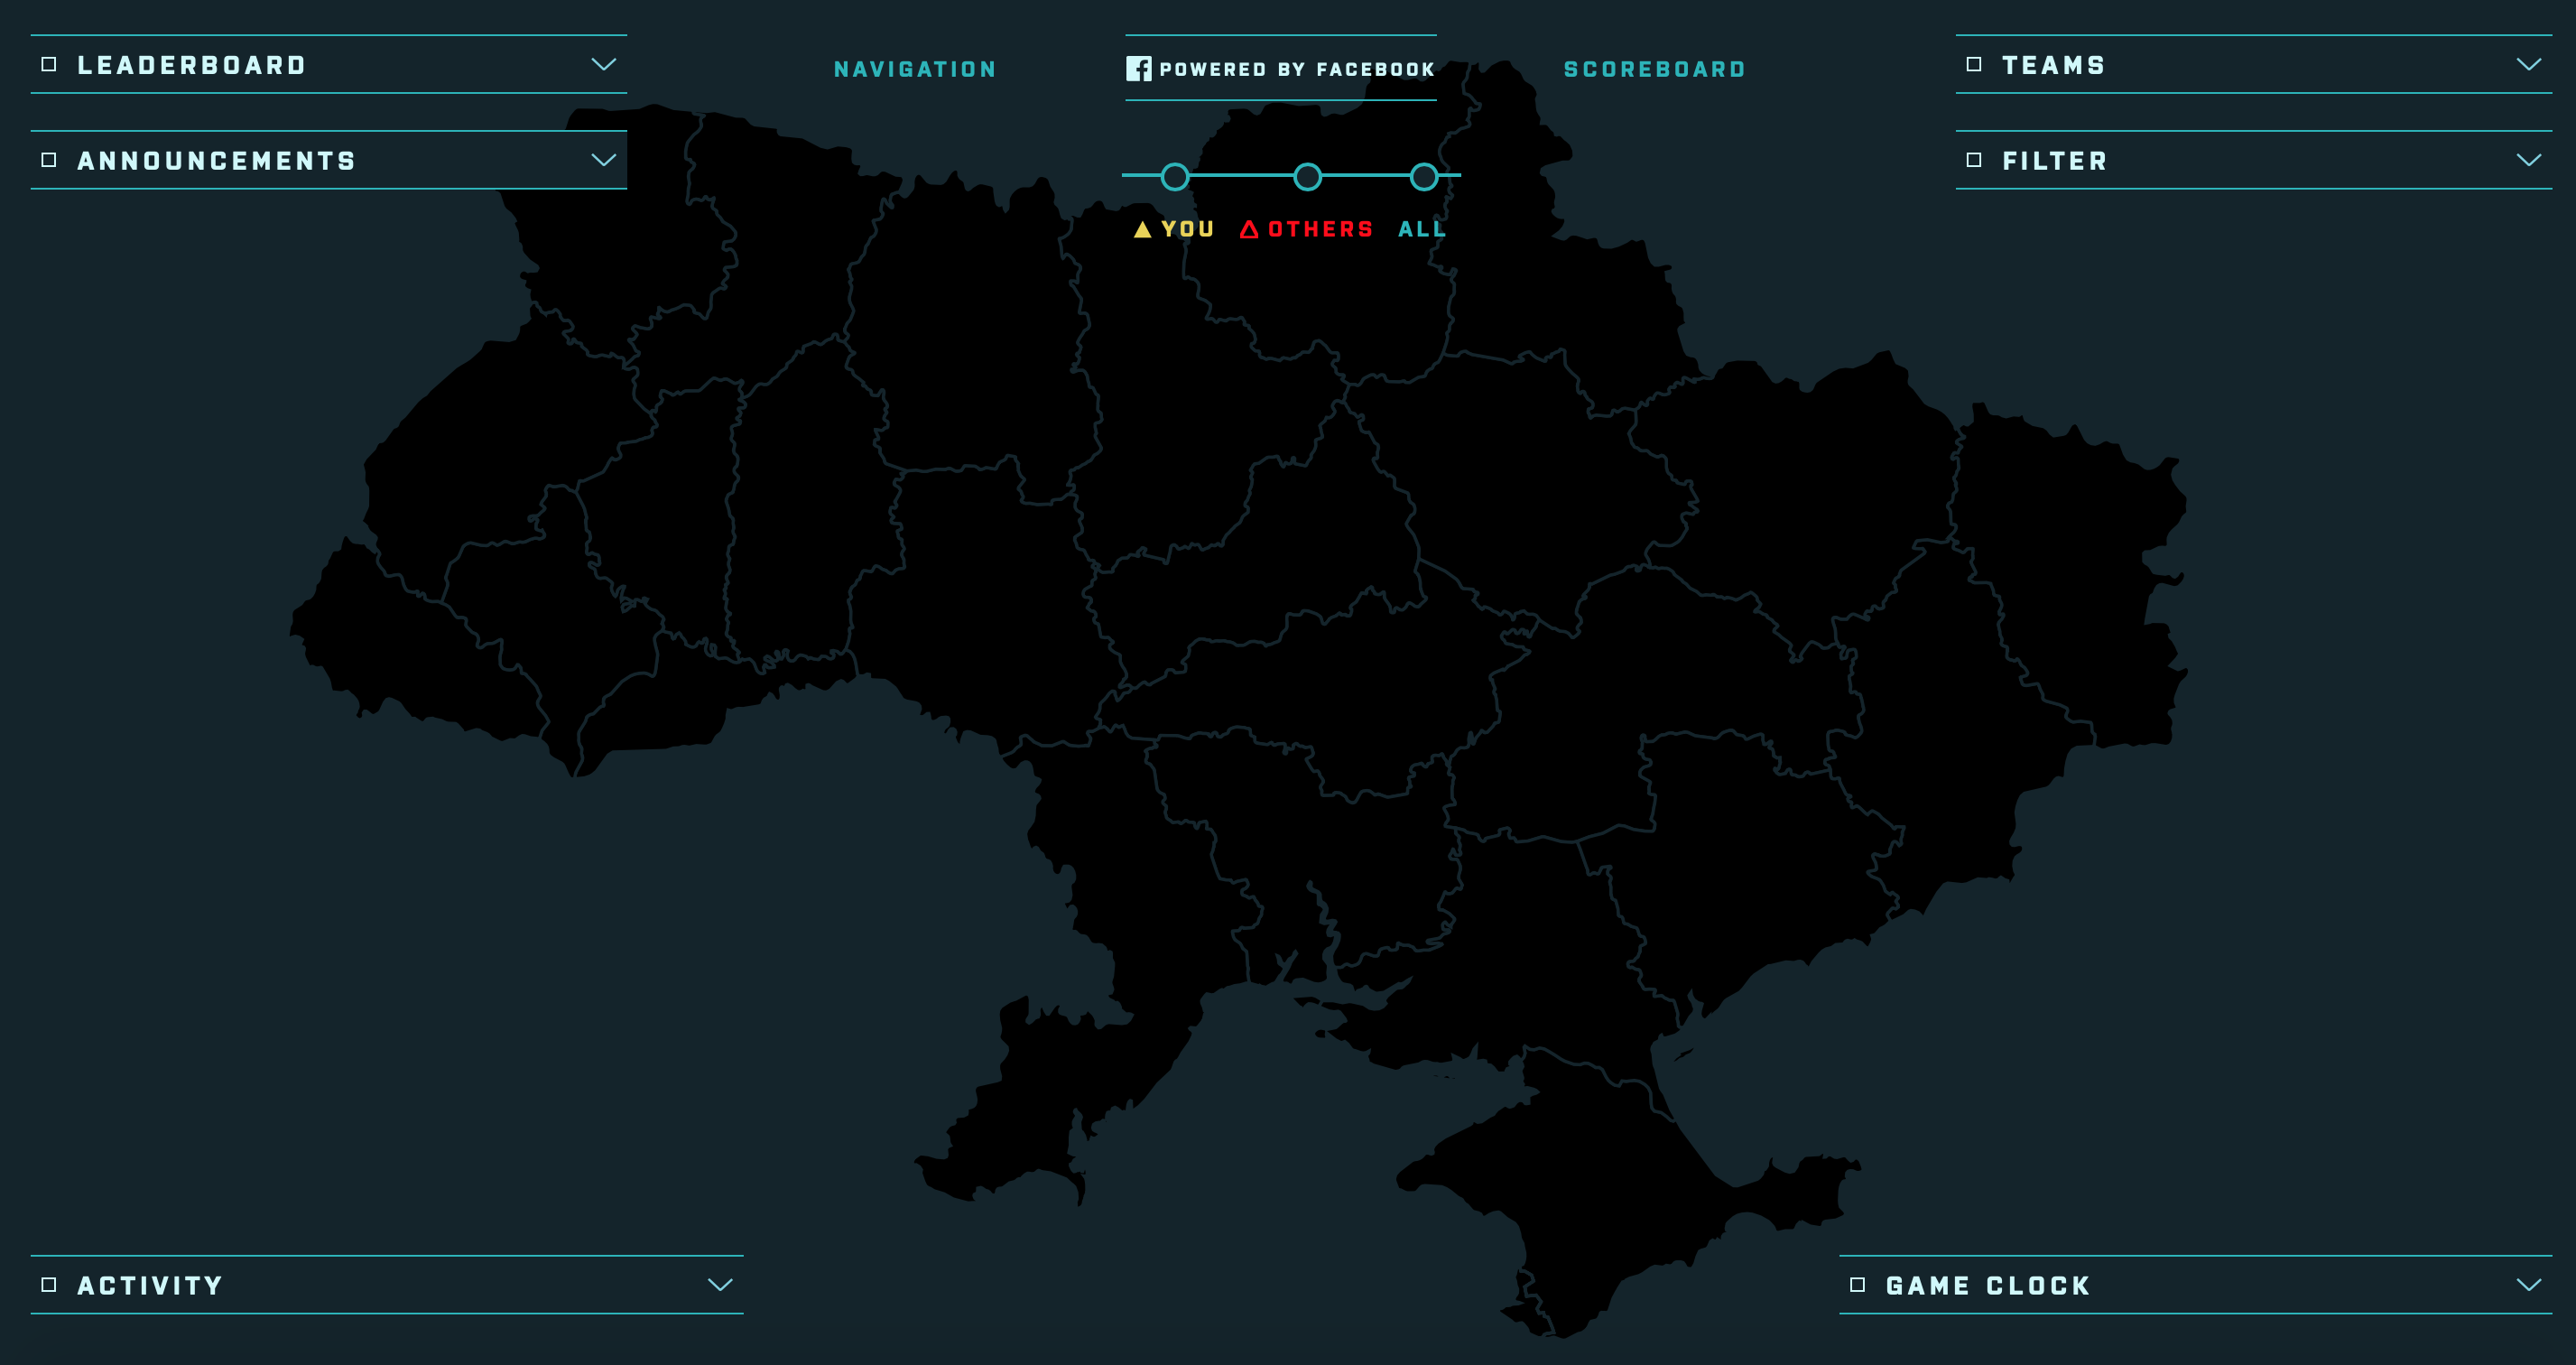 LEADERBOARD
NAVIGATION
POWERED BY FACEBOOK
SCOREBOARD
TEAMS
ANNOUNCEMENTS
FILTER
YOU
OTHERS
ALL
ACTIVITY
GAME CLOCK